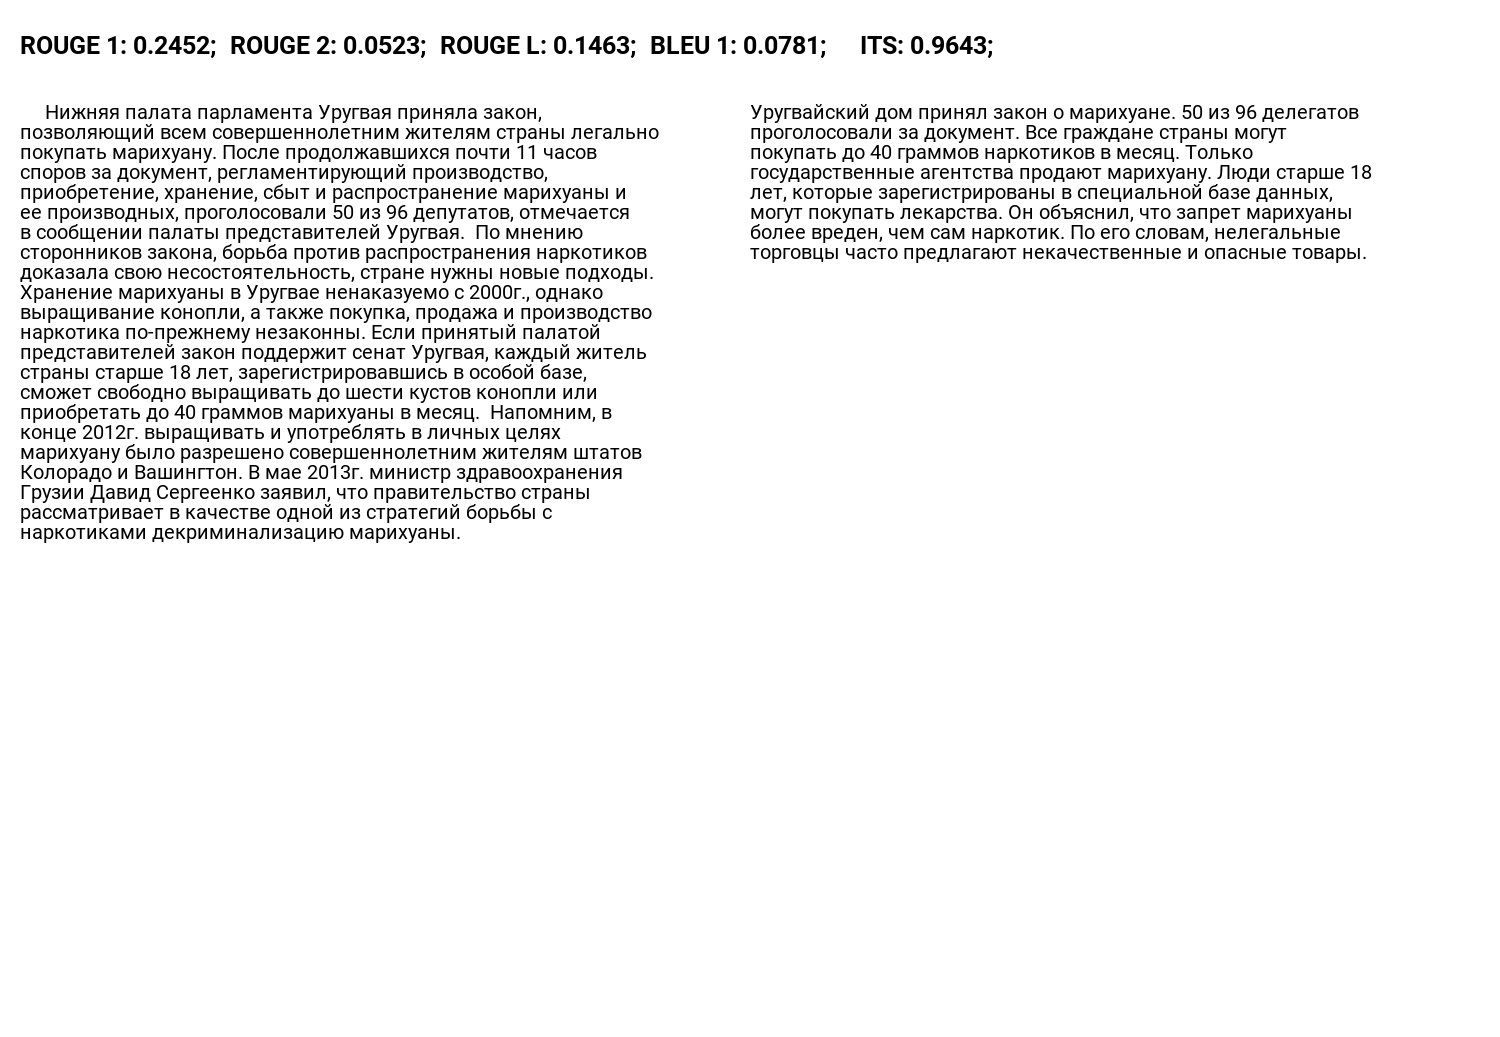 ROUGE 1: 0.2452;  ROUGE 2: 0.0523;  ROUGE L: 0.1463;  BLEU 1: 0.0781;  ITS: 0.9643;
Нижняя палата парламента Уругвая приняла закон,
позволяющий всем совершеннолетним жителям страны легально
покупать марихуану. После продолжавшихся почти 11 часов
споров за документ, регламентирующий производство,
приобретение, хранение, сбыт и распространение марихуаны и
ее производных, проголосовали 50 из 96 депутатов, отмечается
в сообщении палаты представителей Уругвая.  По мнению
сторонников закона, борьба против распространения наркотиков
доказала свою несостоятельность, стране нужны новые подходы.
Хранение марихуаны в Уругвае ненаказуемо с 2000г., однако
выращивание конопли, а также покупка, продажа и производство
наркотика по-прежнему незаконны. Если принятый палатой
представителей закон поддержит сенат Уругвая, каждый житель
страны старше 18 лет, зарегистрировавшись в особой базе,
сможет свободно выращивать до шести кустов конопли или
приобретать до 40 граммов марихуаны в месяц.  Напомним, в
конце 2012г. выращивать и употреблять в личных целях
марихуану было разрешено совершеннолетним жителям штатов
Колорадо и Вашингтон. В мае 2013г. министр здравоохранения
Грузии Давид Сергеенко заявил, что правительство страны
рассматривает в качестве одной из стратегий борьбы с
наркотиками декриминализацию марихуаны.
Уругвайский дом принял закон о марихуане. 50 из 96 делегатов
проголосовали за документ. Все граждане страны могут
покупать до 40 граммов наркотиков в месяц. Только
государственные агентства продают марихуану. Люди старше 18
лет, которые зарегистрированы в специальной базе данных,
могут покупать лекарства. Он объяснил, что запрет марихуаны
более вреден, чем сам наркотик. По его словам, нелегальные
торговцы часто предлагают некачественные и опасные товары.